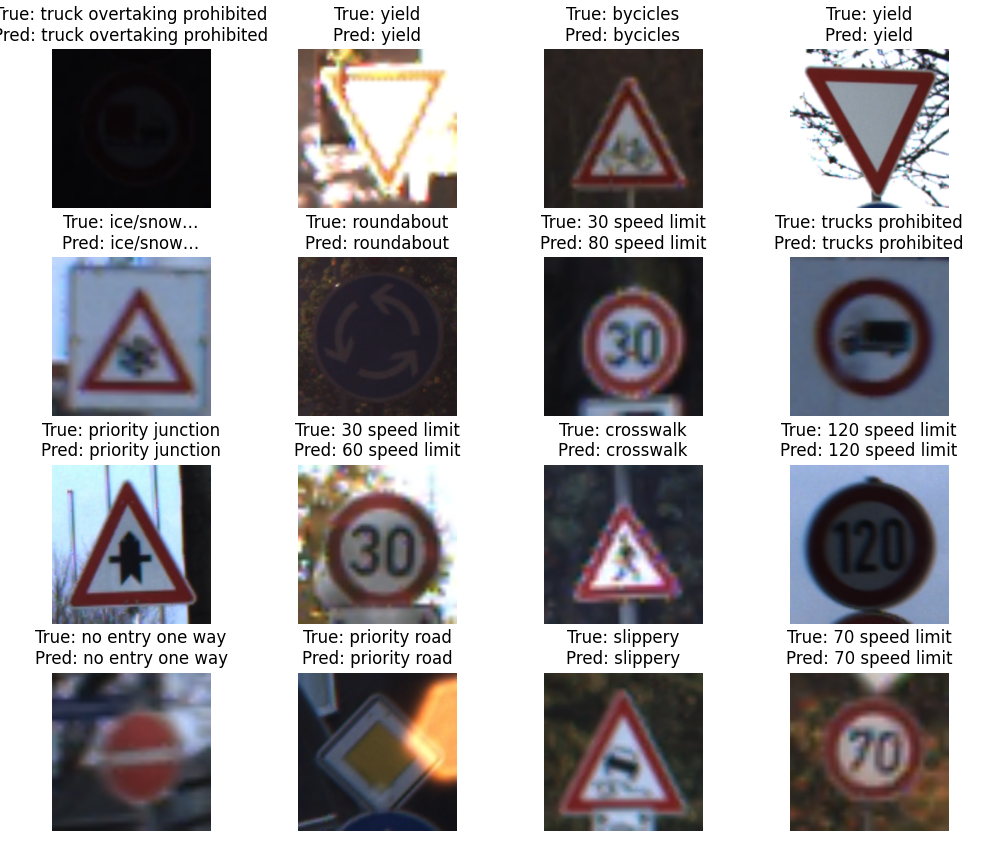 True: truck overtaking prohibited
Pred: truck overtaking prohibited
True: yield
Pred: yield
True: bycicles
Pred: bycicles
True: yield
Pred: yield
True: ice/snow...
Pred: ice/snow...
True: roundabout
Pred: roundabout
True: 30 speed limit
Pred: 80 speed limit
30
True: trucks prohibited
Pred: trucks prohibited
True: priority junction
Pred: priority junction
True: 30 speed limit
Pred: 60 speed limit
30
True: crosswalk
Pred: crosswalk
True: 120 speed limit
Pred: 120 speed limit
120
True: no entry one way
Pred: no entry one way
True: priority road
Pred: priority road
True: slippery
Pred: slippery
True: 70 speed limit
Pred: 70 speed limit
70